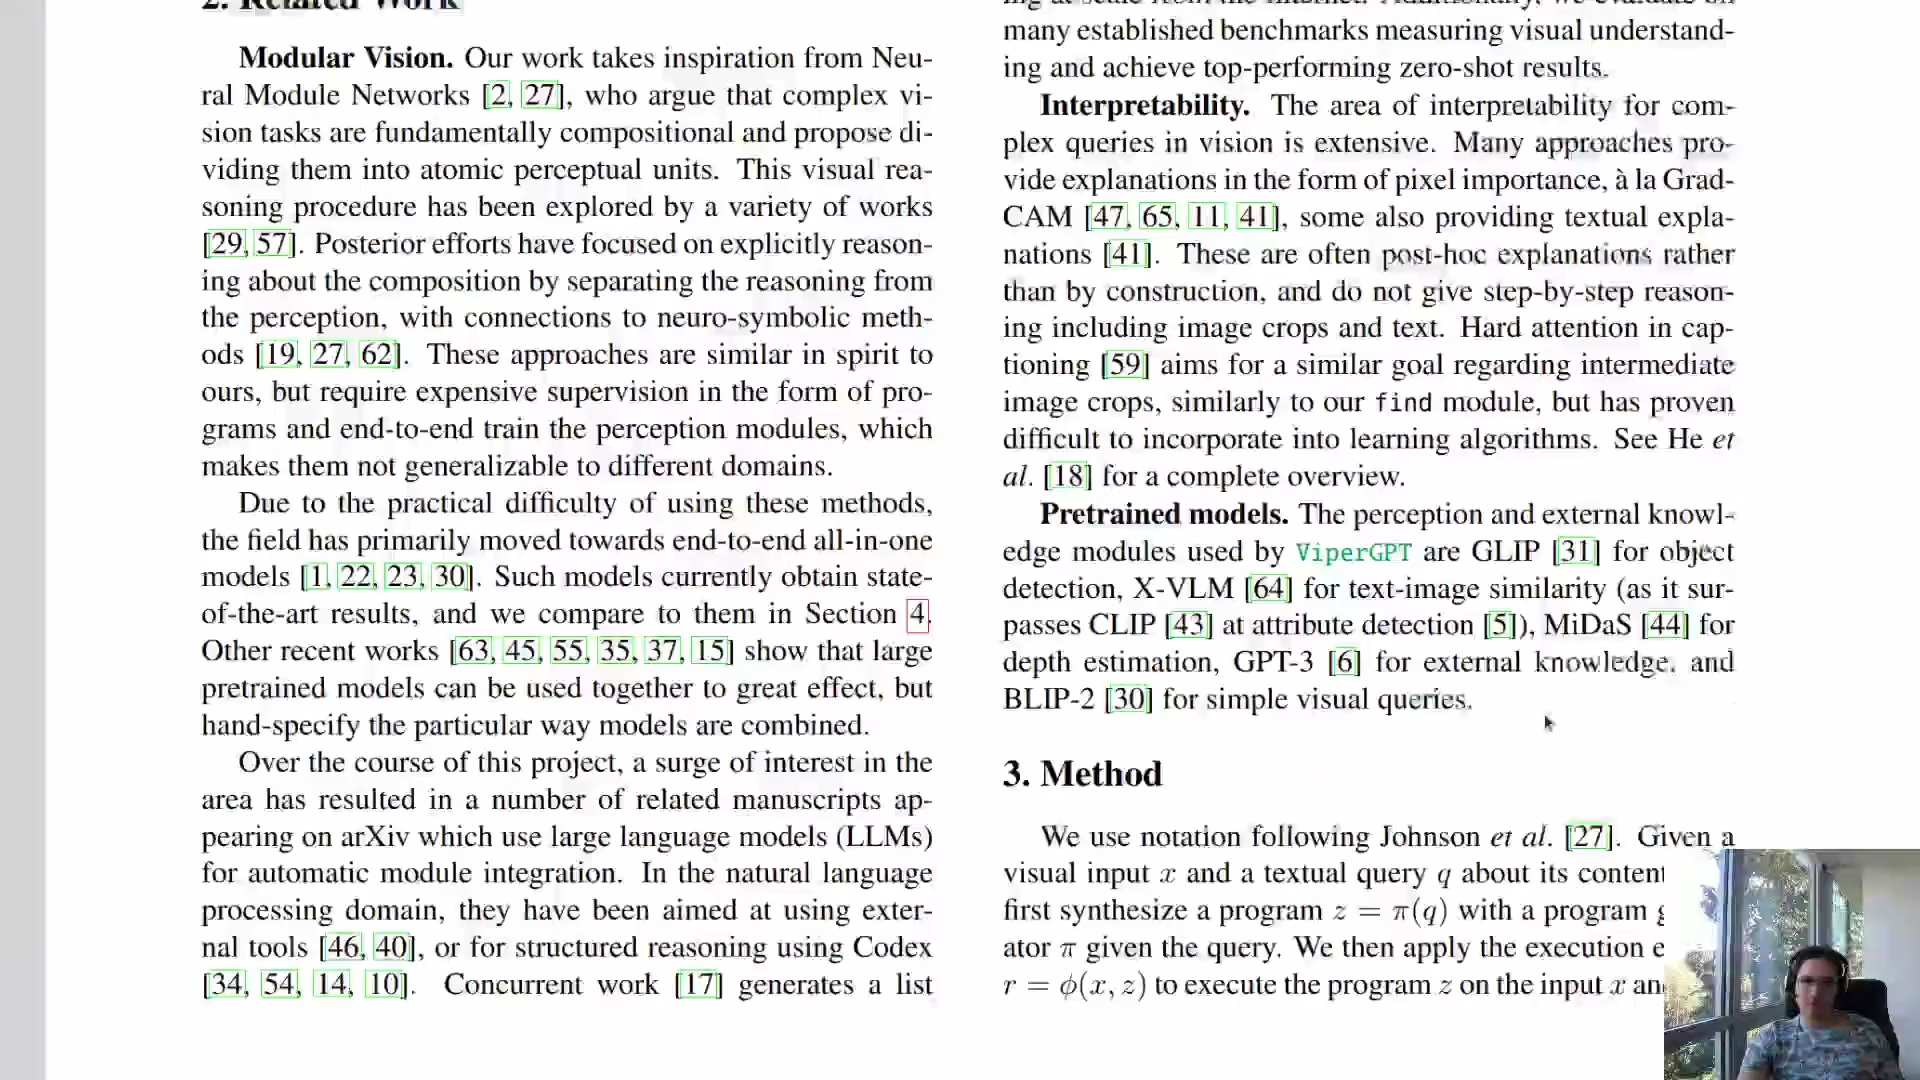 2. Related Work
Modular Vision. Our work takes inspiration from Neu-
ral Module Networks [2, 27], who argue that complex vi-
sion tasks are fundamentally compositional and propose di-
viding them into atomic perceptual units. This visual rea-
soning procedure has been explored by a variety of works
[29, 57]. Posterior efforts have focused on explicitly reason-
ing about the composition by separating the reasoning from
the perception, with connections to neuro-symbolic meth-
ods [19, 27, 62]. These approaches are similar in spirit to
ours, but require expensive supervision in the form of pro-
grams and end-to-end train the perception modules, which
makes them not generalizable to different domains.
Due to the practical difficulty of using these methods,
the field has primarily moved towards end-to-end all-in-one
models [1, 22, 23, 30]. Such models currently obtain state-
of-the-art results, and we compare to them in Section 4.
Other recent works [63, 45, 55, 35, 37, 15] show that large
pretrained models can be used together to great effect, but
hand-specify the particular way models are combined.
Over the course of this project, a surge of interest in the
area has resulted in a number of related manuscripts ap-
pearing on arXiv which use large language models (LLMs)
for automatic module integration. In the natural language
processing domain, they have been aimed at using exter-
nal tools [46, 40], or for structured reasoning using Codex
[34, 54, 14, 10]. Concurrent work [17] generates a list
many established benchmarks measuring visual understand-
ing and achieve top-performing zero-shot results.
Interpretability. The area of interpretability for com-
plex queries in vision is extensive. Many approaches pro-
vide explanations in the form of pixel importance, à la Grad-
CAM [47, 65, 11, 41], some also providing textual expla-
nations [41]. These are often post-hoc explanations rather
than by construction, and do not give step-by-step reason-
ing including image crops and text. Hard attention in cap-
tioning [59] aims for a similar goal regarding intermediate
image crops, similarly to our find module, but has proven
difficult to incorporate into learning algorithms. See He et
al. [18] for a complete overview.
Pretrained models. The perception and external knowl-
edge modules used by ViperGPT are GLIP [31] for object
detection, X-VLM [64] for text-image similarity (as it sur-
passes CLIP [43] at attribute detection [5]), MiDaS [44] for
depth estimation, GPT-3 [6] for external knowledge, and
BLIP-2 [30] for simple visual queries.
3. Method
We use notation following Johnson et al. [27]. Given a
visual input x and a textual query q about its content
first synthesize a program z = π(q) with a program
ator π given the query. We then apply the execution e
r = ϕ(x, z) to execute the program z on the input x an